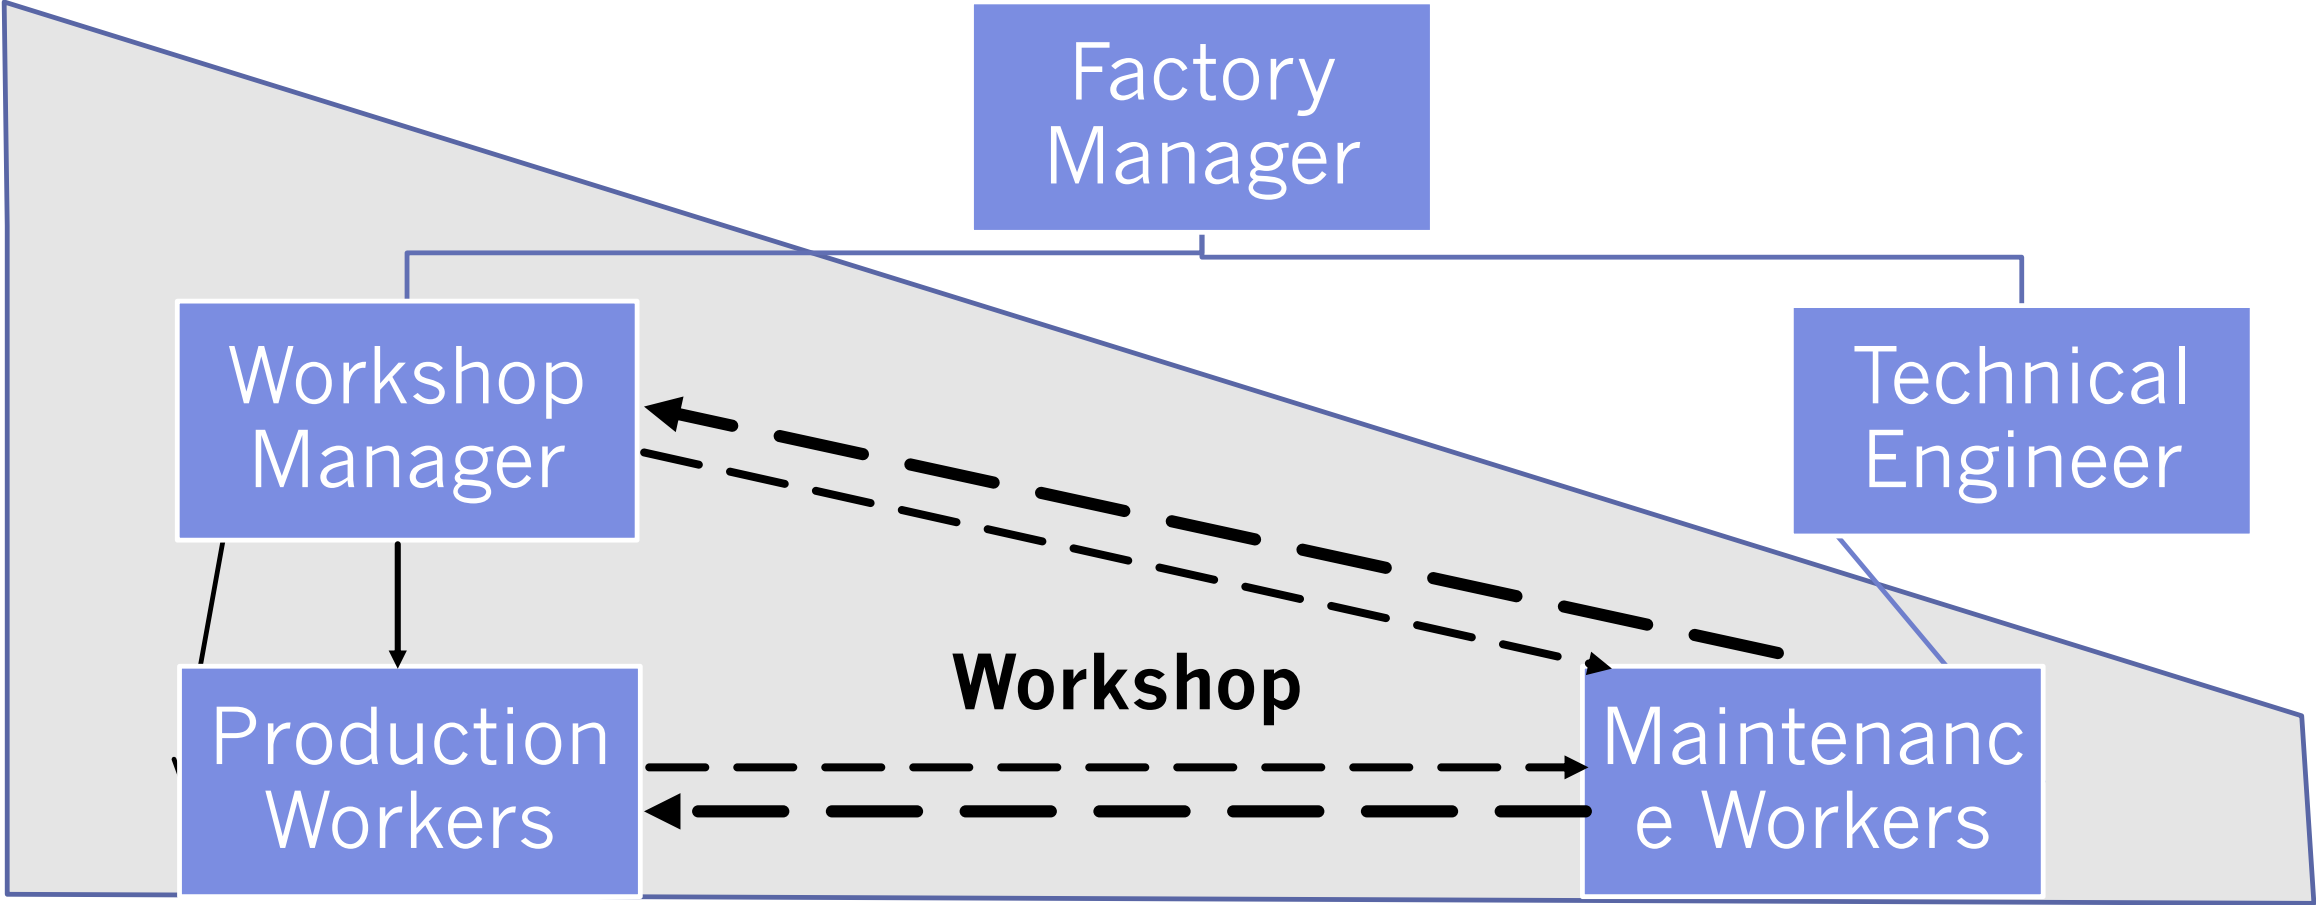 Factory
Manager
Workshop
Manager
Technical
Engineer
Workshop
Production
Workers
Maintenanc
e Workers